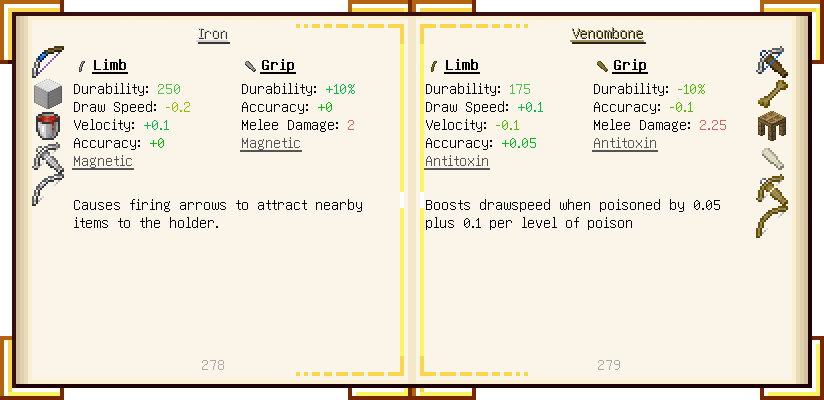 Iron
Limb
Durability: 250
Draw Speed: -0.2
Velocity: +0.1
Accuracy: +0
Magnetic
Grip
Durability: +10%
Accuracy: +0
Melee Damage: 2
Magnetic
Causes firing arrows to attract nearby
items to the holder.
278
Venombone
Limb
Durability: 175
Draw Speed: +0.1
Velocity: -0.1
Accuracy: +0.05
Antitoxin
Grip
Durability: -10%
Accuracy: -0.1
Melee Damage: 2.25
Antitoxin
Boosts drawspeed when poisoned by 0.05
plus 0.1 per level of poison
279